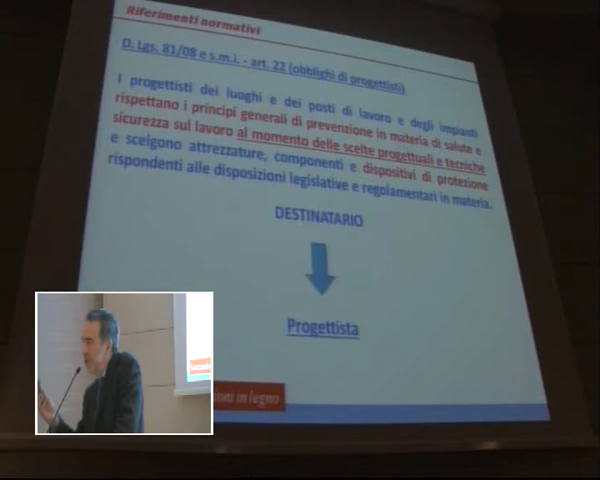 Riferimenti normativi
D. Lgs. 81/08 e s.m.i. - art. 22 (obblighi di progettisti)
I progettisti dei luoghi e dei posti di lavoro e degli impianti
rispettano i principi generali di prevenzione in materia di salute e
sicurezza sul lavoro al momento delle scelte progettuali e tecniche
e scelgono attrezzature, componenti e dispositivi di protezione
rispondenti alle disposizioni legislative e regolamentari in materia.
DESTINATARIO
Progettista
in legno